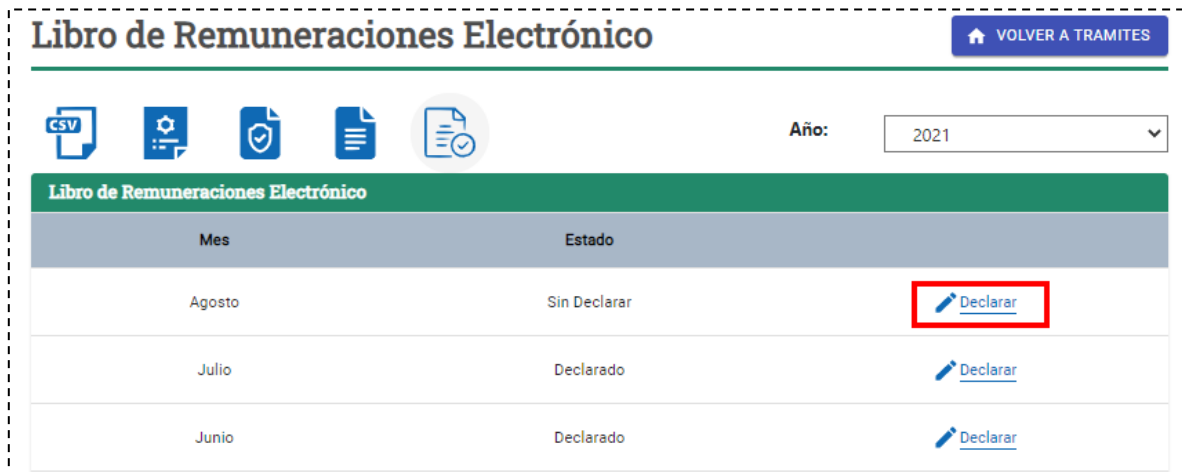 Libro de Remuneraciones Electrónico
VOLVER A TRAMITES
CSV
Año:
2021
Libro de Remuneraciones Electrónico
Mes Estado
Agosto Sin Declarar Declarar
Julio Declarado Declarar
Junio Declarado Declarar